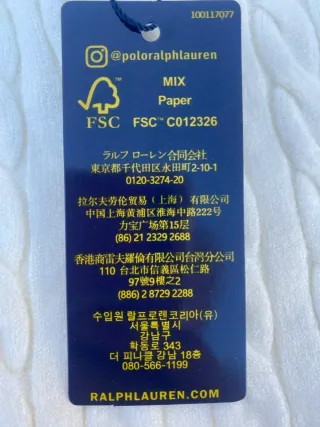 100117077
@poloralphlauren
MIX
Paper
FSC™ C012326
FSC
ラルフ ローレン合同会社
東京都千代田区永田町2-10-1
0120-3274-20
拉尔夫劳伦贸易（上海）有限公司
中国上海黄浦区淮海中路222号
力宝广场第15层
(86) 21 2329 2688
香港商雷夫羅倫有限公司台湾分公司
110 台北市信義區松仁路
97號9樓之2
(886) 2 8729 2288
수입원 랄프로렌코리아(유)
서울특별시
강남구
학동로 343
더 피나클 강남 18층
080-566-1199
RALPHLAUREN.COM